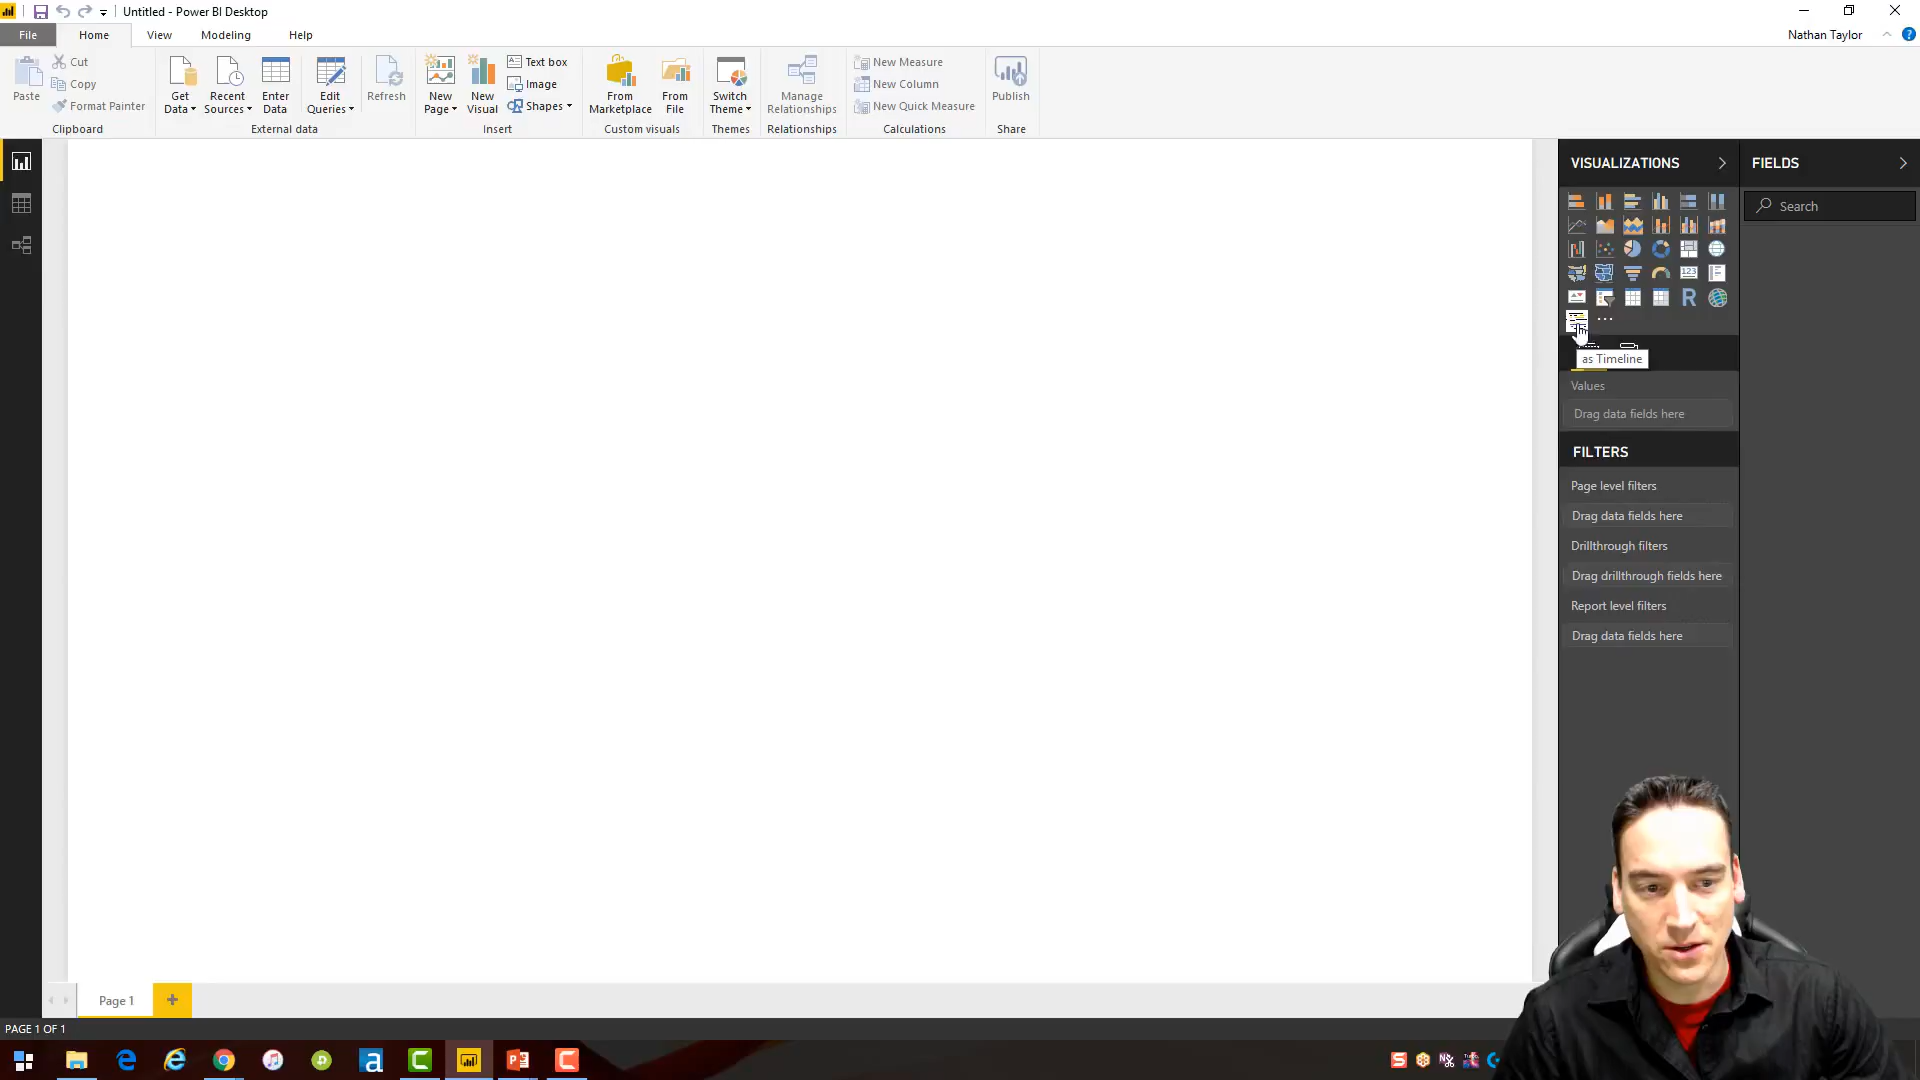 Untitled - Power BI Desktop
File
Home
View
Modeling
Help
Nathan Taylor
?
Paste
Cut
Copy
Format Painter
Clipboard
Get
Data
Recent
Sources
Enter
Data
Edit
Queries
Refresh
External data
New
Page
New
Visual
Text box
Image
Shapes
Insert
From
Marketplace
From
File
Custom visuals
Switch
Theme
Themes
Manage
Relationships
Relationships
New Measure
New Column
New Quick Measure
Calculations
Publish
Share
VISUALIZATIONS
FIELDS
Search
123
R
...
as Timeline
Values
Drag data fields here
FILTERS
Page level filters
Drag data fields here
Drillthrough filters
Drag drillthrough fields here
Report level filters
Drag data fields here
Page 1
+
PAGE 1 OF 1